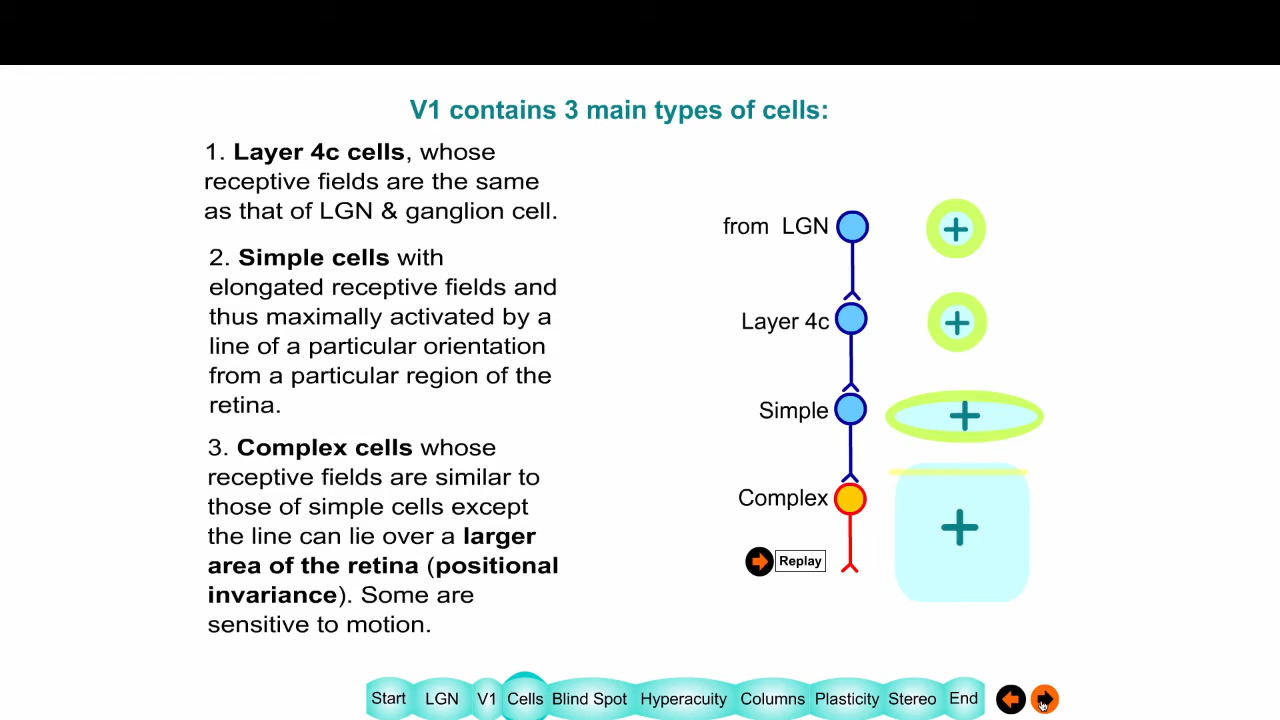 V1 contains 3 main types of cells:
1. Layer 4c cells, whose
receptive fields are the same
as that of LGN & ganglion cell.
2. Simple cells with
elongated receptive fields and
thus maximally activated by a
line of a particular orientation
from a particular region of the
retina.
3. Complex cells whose
receptive fields are similar to
those of simple cells except
the line can lie over a larger
area of the retina (positional
invariance). Some are
sensitive to motion.
from LGN
+
Layer 4c
+
Simple
+
Complex
+
Replay
Start LGN V1 Cells Blind Spot Hyperacuity Columns Plasticity Stereo End